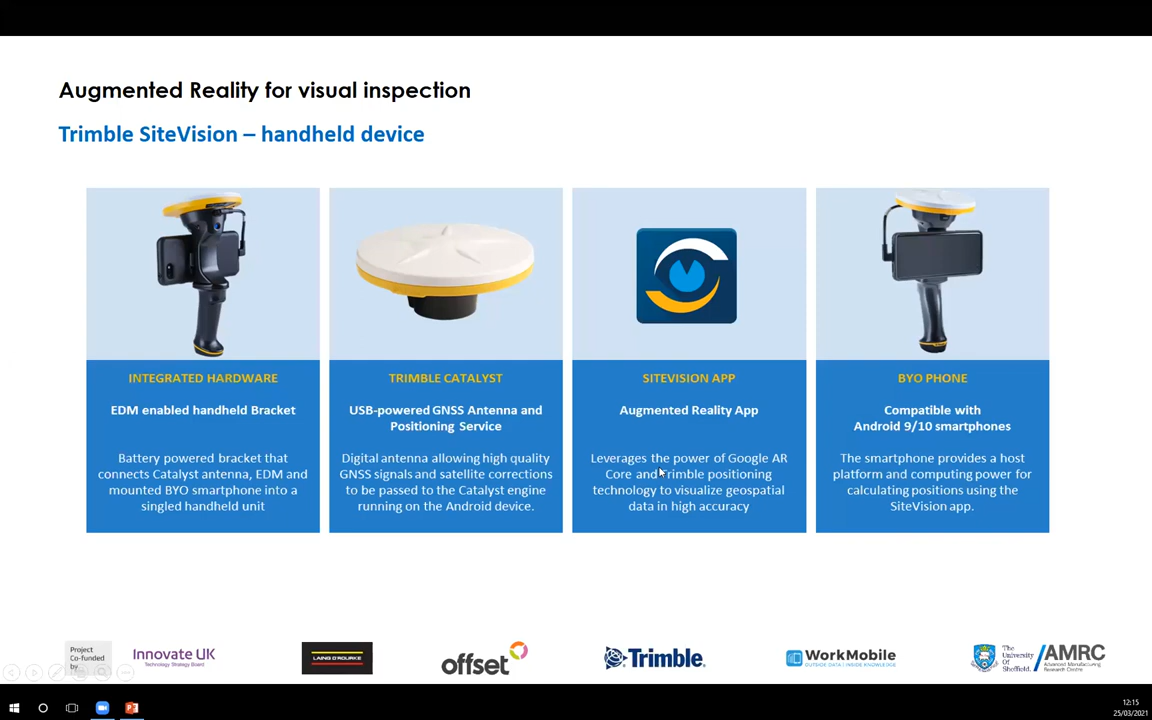 Augmented Reality for visual inspection
Trimble SiteVision – handheld device
INTEGRATED HARDWARE
EDM enabled handheld Bracket
Battery powered bracket that
connects Catalyst antenna, EDM and
mounted BYO smartphone into a
singled handheld unit
TRIMBLE CATALYST
USB-powered GNSS Antenna and
Positioning Service
Digital antenna allowing high quality
GNSS signals and satellite corrections
to be passed to the Catalyst engine
running on the Android device.
SITEVISION APP
Augmented Reality App
Leverages the power of Google AR
Core and Trimble positioning
technology to visualize geospatial
data in high accuracy
BYO PHONE
Compatible with
Android 9/10 smartphones
The smartphone provides a host
platform and computing power for
calculating positions using the
SiteVision app.
Project
Co-funded
by
Innovate UK
Technology Strategy Board
LAING O'ROURKE
offset
Trimble.
WorkMobile
OUTSIDE DATA | INSIDE KNOWLEDGE
The
University
Of
Sheffield.
AMRC
Advanced Manufacturing
Research Centre
12:15
25/03/2021